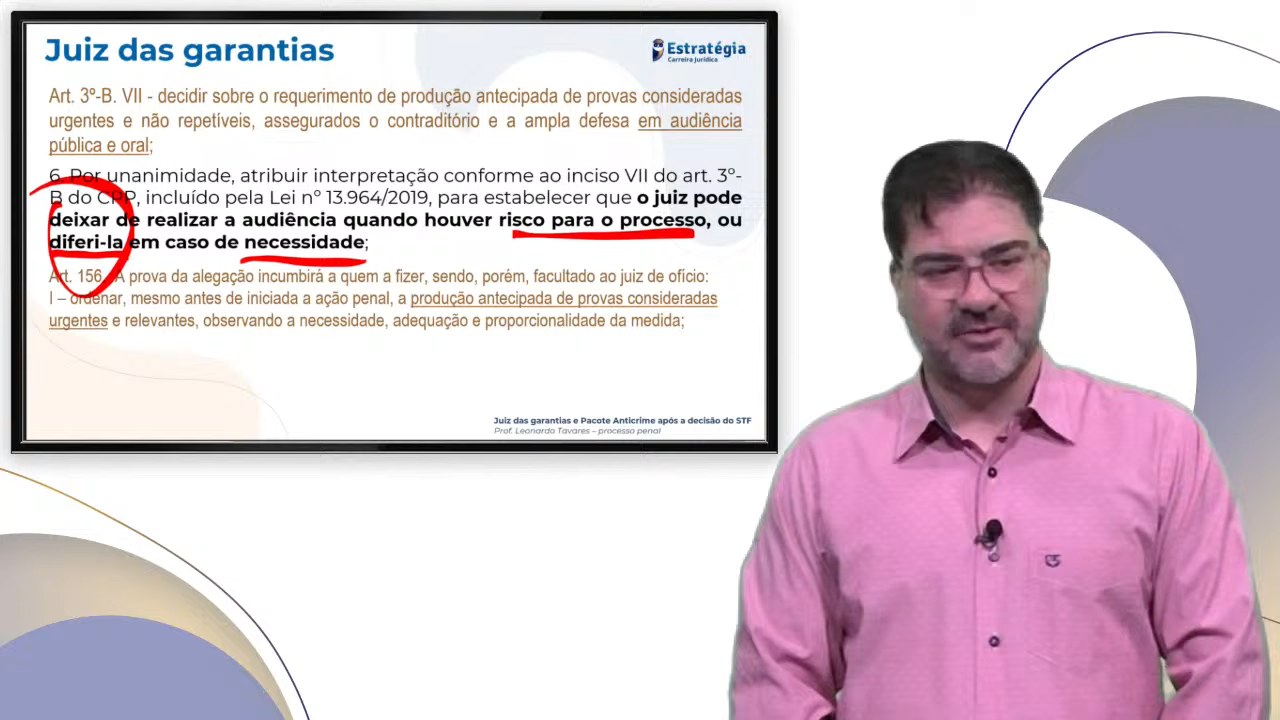 Juiz das garantias
Estratégia
Carreira Jurídica
Art. 3º-B. VII - decidir sobre o requerimento de produção antecipada de provas consideradas
urgentes e não repetíveis, assegurados o contraditório e a ampla defesa em audiência
pública e oral;
6. Por unanimidade, atribuir interpretação conforme ao inciso VII do art. 3º-
B do CPP, incluído pela Lei nº 13.964/2019, para estabelecer que o juiz pode
deixar de realizar a audiência quando houver risco para o processo, ou
diferi-la em caso de necessidade;
Art. 156. A prova da alegação incumbirá a quem a fizer, sendo, porém, facultado ao juiz de ofício:
I – ordenar, mesmo antes de iniciada a ação penal, a produção antecipada de provas consideradas
urgentes e relevantes, observando a necessidade, adequação e proporcionalidade da medida;
Juiz das garantias e Pacote Anticrime após a decisão do STF
Prof. Leonardo Tavares – processo penal